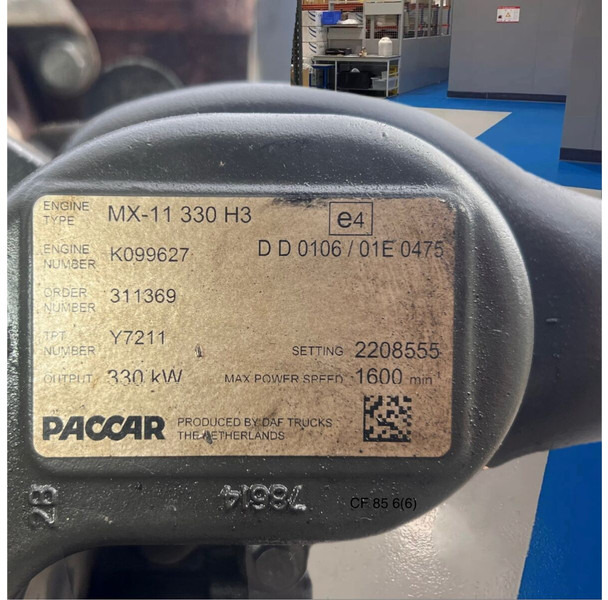 ENGINE TYPE MX-11 330 H3 e4
ENGINE NUMBER K099627 D D 0106 / 01E 0475
ORDER NUMBER 311369
TPT NUMBER Y7211 SETTING 2208555
OUTPUT 330 kW MAX POWER SPEED 1600 min
PACCAR PRODUCED BY DAF TRUCKS
THE NETHERLANDS
2B
CF 85 6(6)